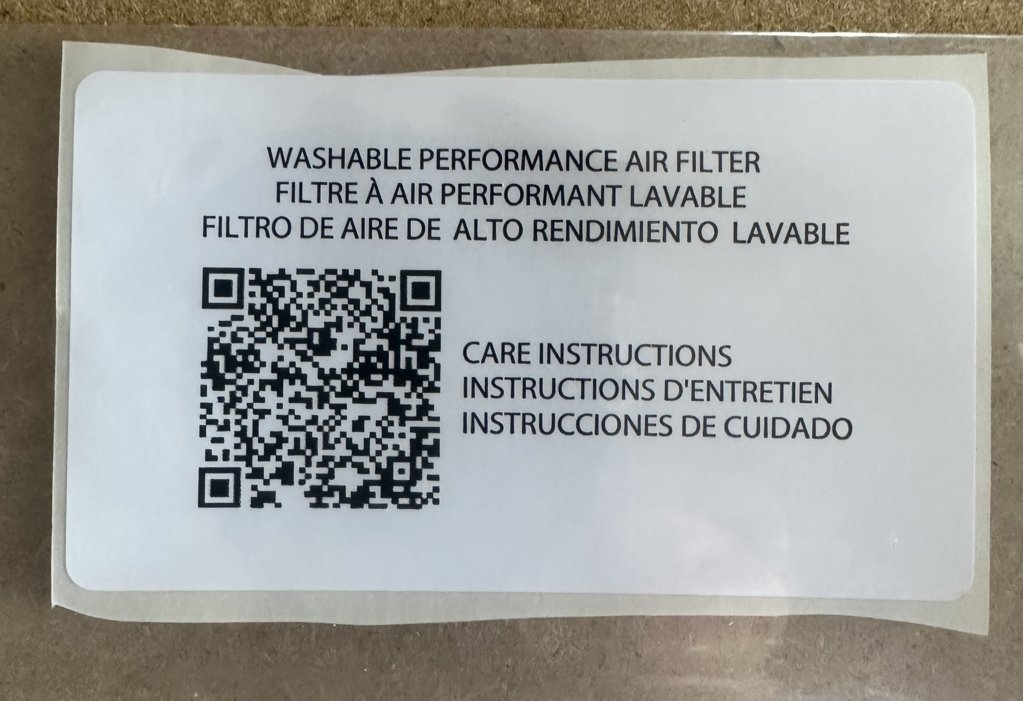 WASHABLE PERFORMANCE AIR FILTER
FILTRE À AIR PERFORMANT LAVABLE
FILTRO DE AIRE DE ALTO RENDIMIENTO LAVABLE
CARE INSTRUCTIONS
INSTRUCTIONS D'ENTRETIEN
INSTRUCCIONES DE CUIDADO